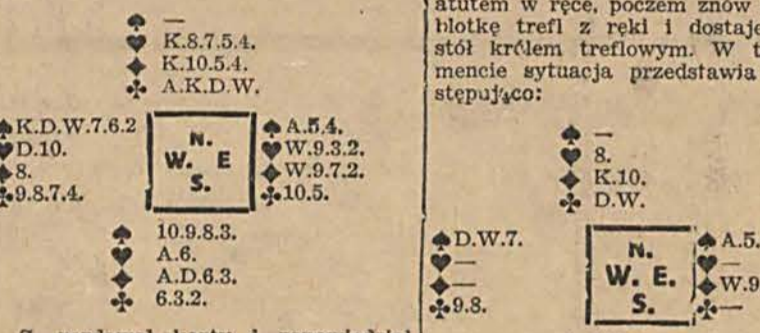 ♠ —
♥ K.8.7.5.4.
♦ K.10.5.4.
♣ A.K.D.W.
♠K.D.W.7.6.2
♥D.10.
♦8.
♣9.8.7.4.
N.
W. E
S.
♠A.5.4.
♥W.9.3.2.
♦W.9.7.2.
♣10.5.
♠ 10.9.8.3.
♥ A.6.
♦ A.D.6.3.
♣ 6.3.2.
atutem w ręce, poczem znów
blotkę trefl z ręki i dostaje
stół królem treflowym. W t
mencie sytuacja przedstawia
stępująco:
♠ —
♥ 8.
♦ K.10.
♣ D.W.
♠D.W.7.
♥—
♦—
♣9.8.
N.
W. E.
S.
♠A.5.
♥—
♦W.9
♣—